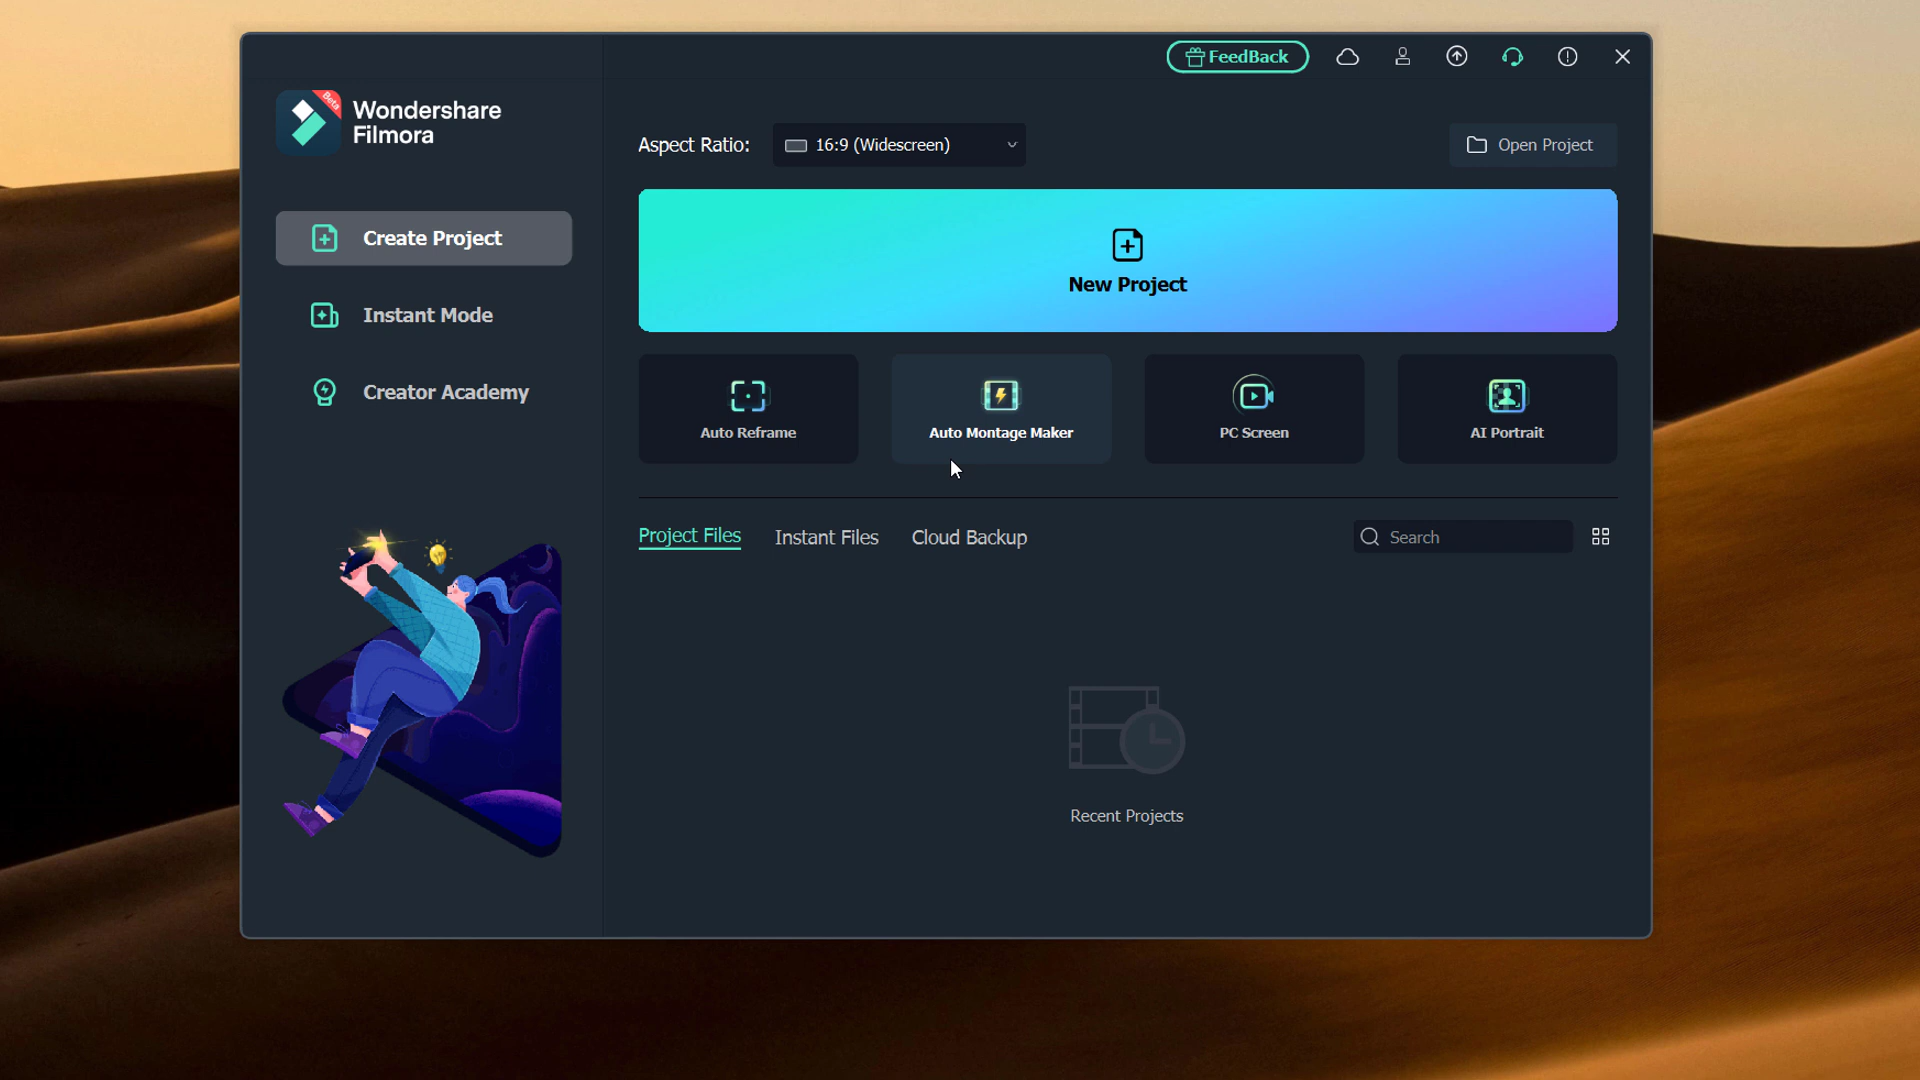 FeedBack
Beta
Wondershare
Filmora
Aspect Ratio:
16:9 (Widescreen)
Open Project
Create Project
New Project
Instant Mode
Creator Academy
Auto Reframe
Auto Montage Maker
PC Screen
AI Portrait
Project Files
Instant Files
Cloud Backup
Search
Recent Projects